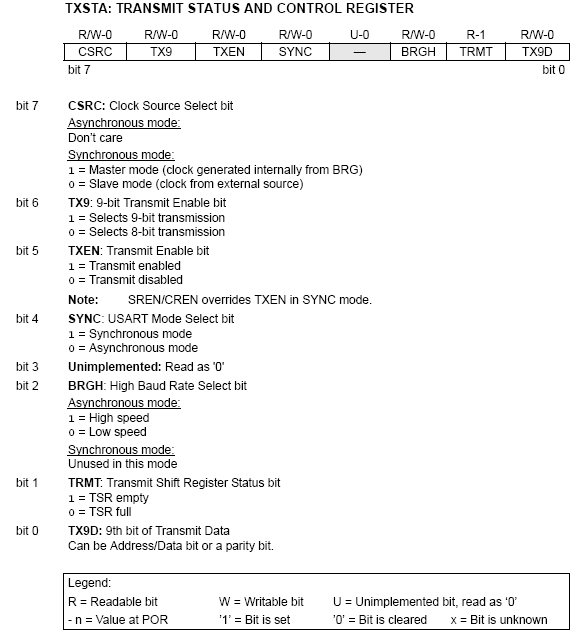 TXSTA: TRANSMIT STATUS AND CONTROL REGISTER
R/W-0 R/W-0 R/W-0 R/W-0 U-0 R/W-0 R-1 R/W-0
CSRC TX9 TXEN SYNC — BRGH TRMT TX9D
bit 7 bit 0
bit 7 CSRC: Clock Source Select bit
Asynchronous mode:
Don't care
Synchronous mode:
1 = Master mode (clock generated internally from BRG)
0 = Slave mode (clock from external source)
bit 6 TX9: 9-bit Transmit Enable bit
1 = Selects 9-bit transmission
0 = Selects 8-bit transmission
bit 5 TXEN: Transmit Enable bit
1 = Transmit enabled
0 = Transmit disabled
Note: SREN/CREN overrides TXEN in SYNC mode.
bit 4 SYNC: USART Mode Select bit
1 = Synchronous mode
0 = Asynchronous mode
bit 3 Unimplemented: Read as '0'
bit 2 BRGH: High Baud Rate Select bit
Asynchronous mode:
1 = High speed
0 = Low speed
Synchronous mode:
Unused in this mode
bit 1 TRMT: Transmit Shift Register Status bit
1 = TSR empty
0 = TSR full
bit 0 TX9D: 9th bit of Transmit Data
Can be Address/Data bit or a parity bit.
Legend:
R = Readable bit W = Writable bit U = Unimplemented bit, read as '0'
- n = Value at POR '1' = Bit is set '0' = Bit is cleared x = Bit is unknown